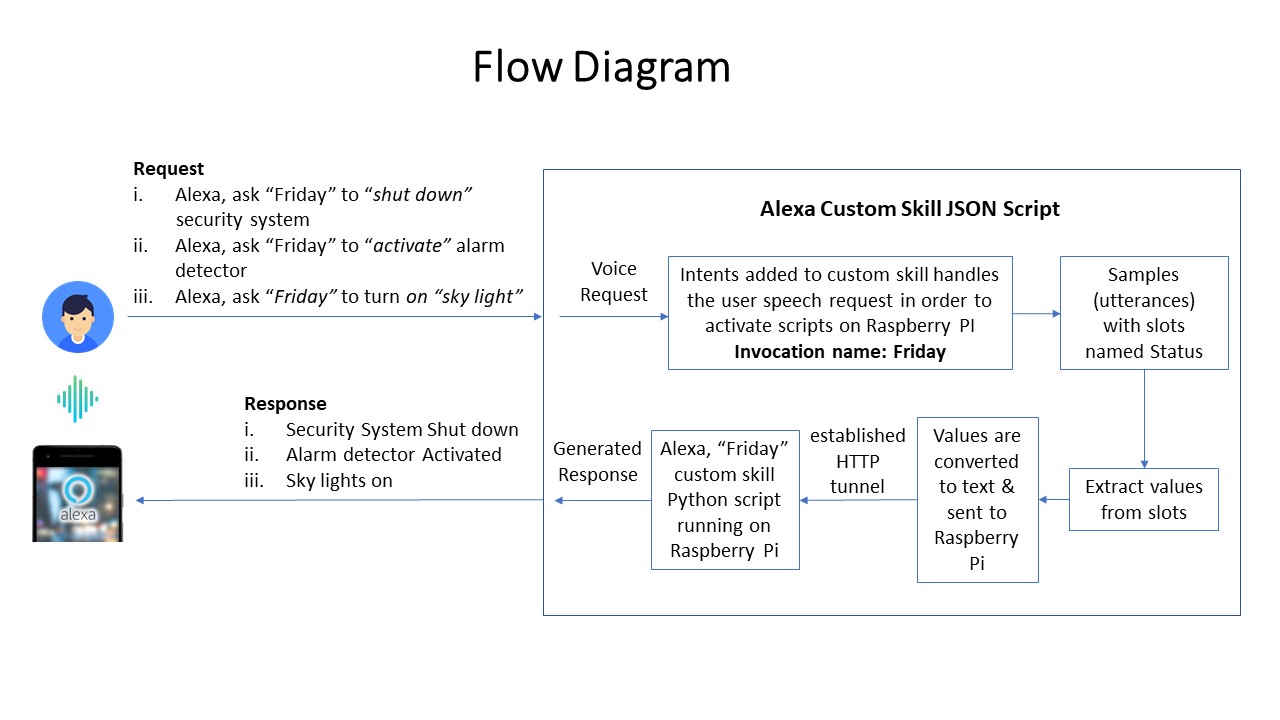 Flow Diagram
Request
i. Alexa, ask “Friday” to “shut down”
security system
ii. Alexa, ask “Friday” to “activate” alarm
detector
iii. Alexa, ask “Friday” to turn on “sky light”
Alexa Custom Skill JSON Script
Voice
Request
Intents added to custom skill handles
the user speech request in order to
activate scripts on Raspberry PI
Invocation name: Friday
Samples
(utterances)
with slots
named Status
Extract values
from slots
Values are
converted
to text &
sent to
Raspberry
Pi
established
HTTP
tunnel
Alexa, “Friday”
custom skill
Python script
running on
Raspberry Pi
Generated
Response
Response
i. Security System Shut down
ii. Alarm detector Activated
iii. Sky lights on
alexa